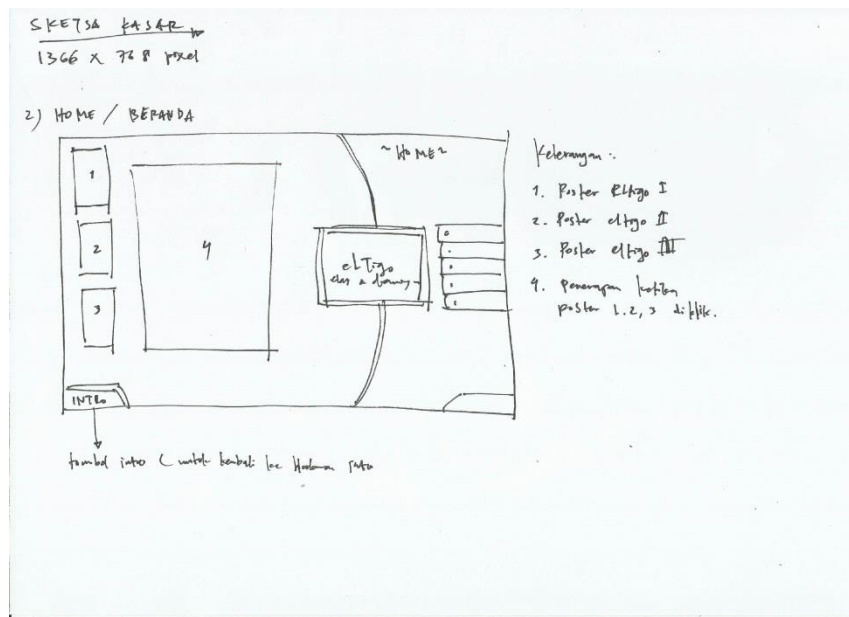 SKETSA KASAR
1366 x 768 pixel
2) HOME / BERANDA
~ HOME ~
1
2
3
4
eLTigo
INTRO
Keterangan :
1. Poster Eltigo I
2. Poster eltigo II
3. Poster eltigo III
4. Penerapan ketika
poster 1, 2, 3 diklik.
tombol intro ( untuk kembali ke Halaman Intro